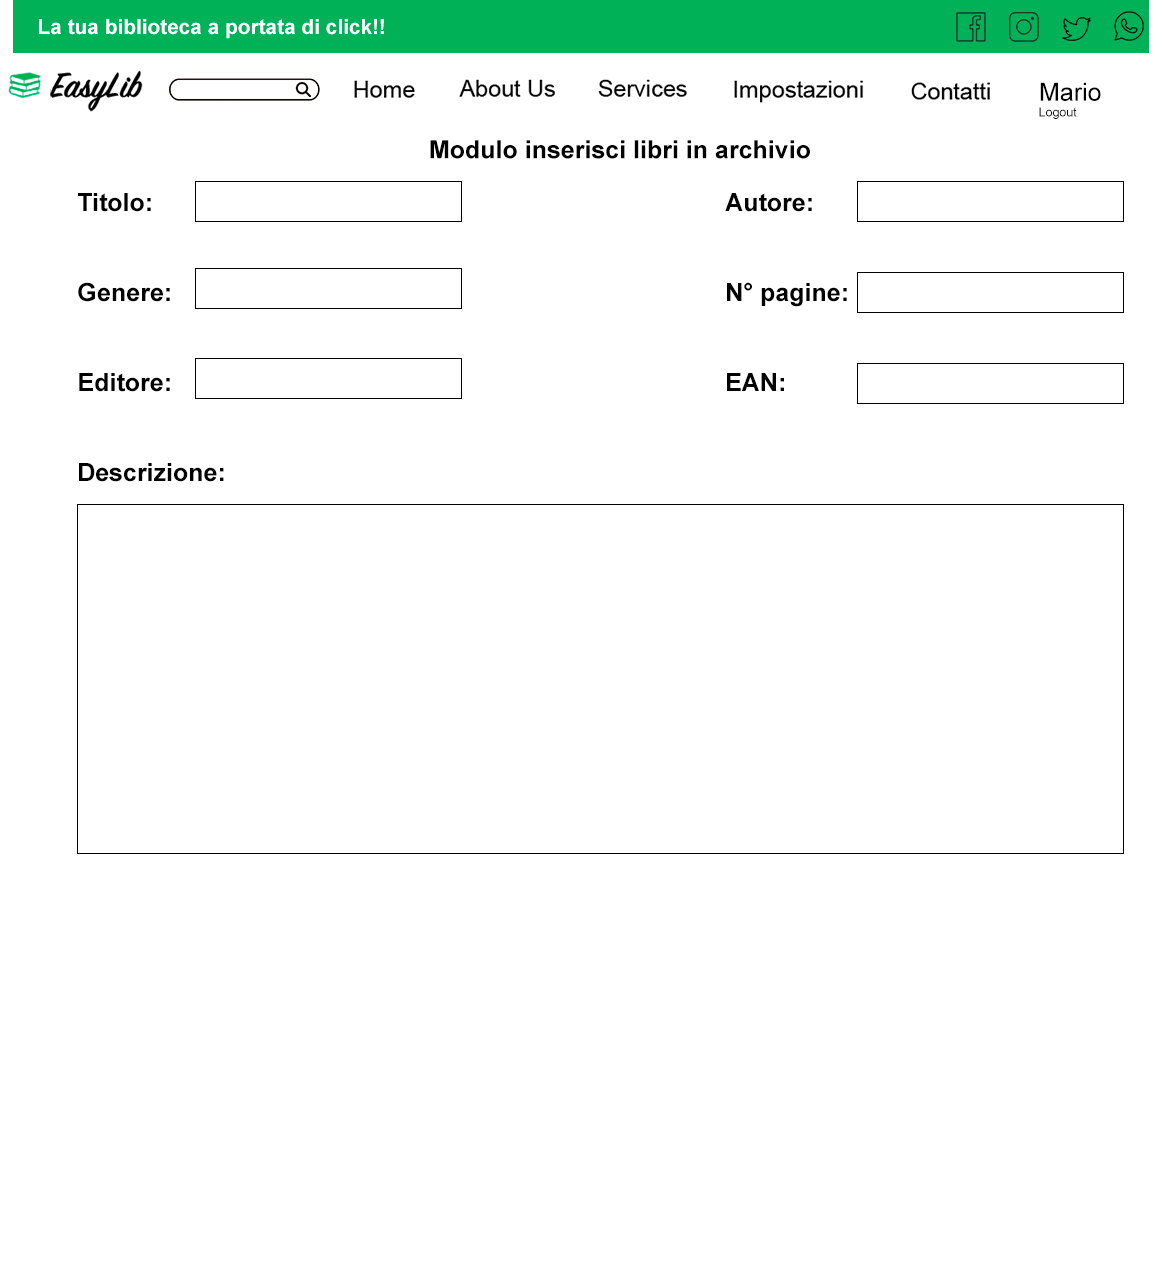 La tua biblioteca a portata di click!!
EasyLib
Home About Us Services Impostazioni Contatti Mario
Logout
Modulo inserisci libri in archivio
Titolo: Autore:
Genere: N° pagine:
Editore: EAN:
Descrizione: